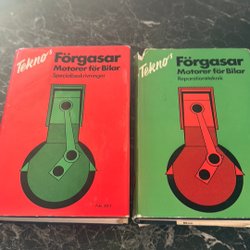 Tekno's
Förgasar
Motorer för Bilar
Specialbeskrivningar
Tekno's
Förgasar
Motorer för Bilar
Reparationsteknik